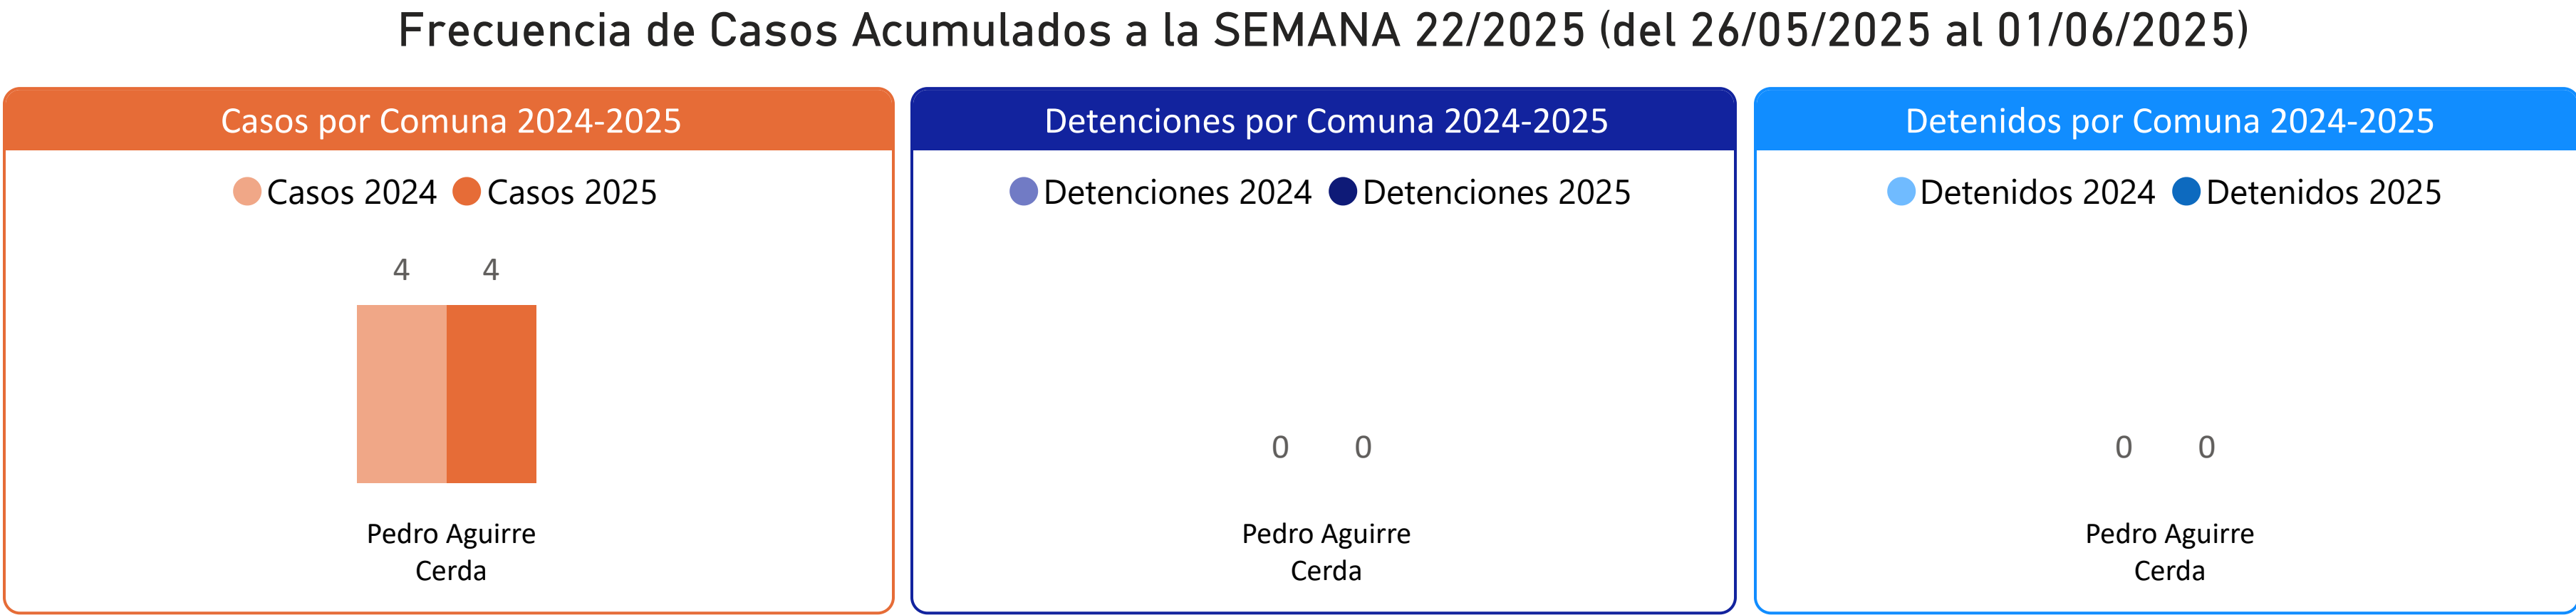 Frecuencia de Casos Acumulados a la SEMANA 22/2025 (del 26/05/2025 al 01/06/2025)
Casos por Comuna 2024-2025
Casos 2024 Casos 2025
4 4
Pedro Aguirre
Cerda
Detenciones por Comuna 2024-2025
Detenciones 2024 Detenciones 2025
0 0
Pedro Aguirre
Cerda
Detenidos por Comuna 2024-2025
Detenidos 2024 Detenidos 2025
0 0
Pedro Aguirre
Cerda